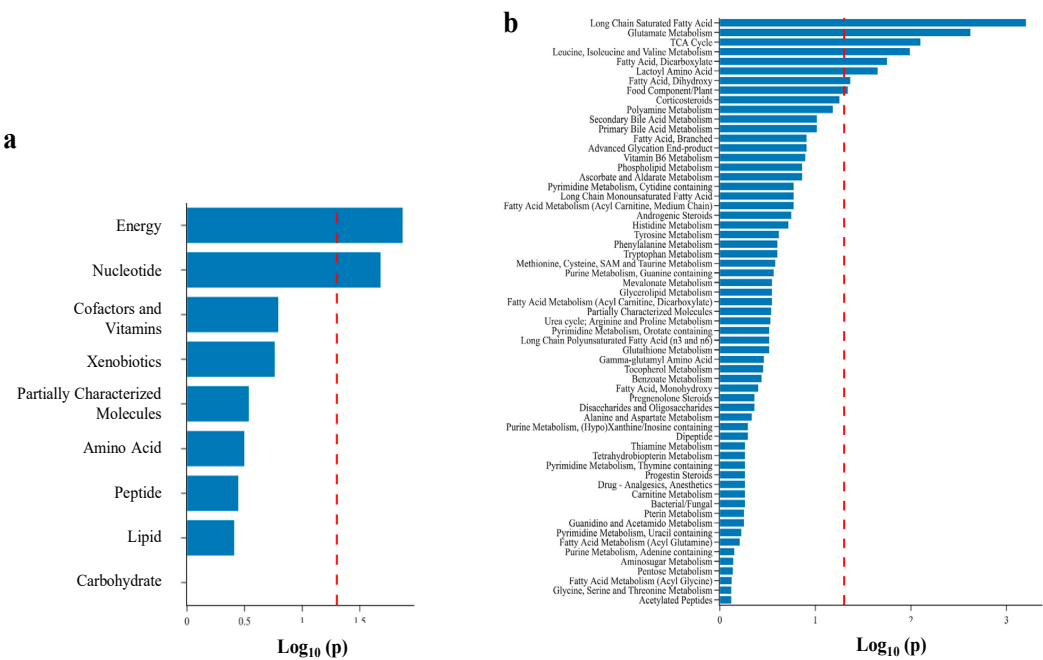 a
Energy
Nucleotide
Cofactors and
Vitamins
Xenobiotics
Partially Characterized
Molecules
Amino Acid
Peptide
Lipid
Carbohydrate
0 0.5 1 1.5
Log10 (p)
b
Long Chain Saturated Fatty Acid
Glutamate Metabolism
TCA Cycle
Leucine, Isoleucine and Valine Metabolism
Fatty Acid, Dicarboxylate
Lactoyl Amino Acid
Fatty Acid, Dihydroxy
Food Component/Plant
Corticosteroids
Polyamine Metabolism
Secondary Bile Acid Metabolism
Primary Bile Acid Metabolism
Fatty Acid, Branched
Advanced Glycation End-product
Vitamin B6 Metabolism
Phospholipid Metabolism
Ascorbate and Aldarate Metabolism
Pyrimidine Metabolism, Cytidine containing
Long Chain Monounsaturated Fatty Acid
Fatty Acid Metabolism (Acyl Carnitine, Medium Chain)
Androgenic Steroids
Histidine Metabolism
Tyrosine Metabolism
Phenylalanine Metabolism
Tryptophan Metabolism
Methionine, Cysteine, SAM and Taurine Metabolism
Purine Metabolism, Guanine containing
Mevalonate Metabolism
Glycerolipid Metabolism
Fatty Acid Metabolism (Acyl Carnitine, Dicarboxylate)
Partially Characterized Molecules
Urea cycle; Arginine and Proline Metabolism
Pyrimidine Metabolism, Orotate containing
Long Chain Polyunsaturated Fatty Acid (n3 and n6)
Glutathione Metabolism
Gamma-glutamyl Amino Acid
Tocopherol Metabolism
Benzoate Metabolism
Fatty Acid, Monohydroxy
Pregnenolone Steroids
Disaccharides and Oligosaccharides
Alanine and Aspartate Metabolism
Purine Metabolism, (Hypo)Xanthine/Inosine containing
Dipeptide
Thiamine Metabolism
Tetrahydrobiopterin Metabolism
Pyrimidine Metabolism, Thymine containing
Progestin Steroids
Drug - Analgesics, Anesthetics
Carnitine Metabolism
Bacterial/Fungal
Pterin Metabolism
Guanidino and Acetamido Metabolism
Pyrimidine Metabolism, Uracil containing
Fatty Acid Metabolism (Acyl Glutamine)
Purine Metabolism, Adenine containing
Aminosugar Metabolism
Pentose Metabolism
Fatty Acid Metabolism (Acyl Glycine)
Glycine, Serine and Threonine Metabolism
Acetylated Peptides
0 1 2 3
Log10 (p)